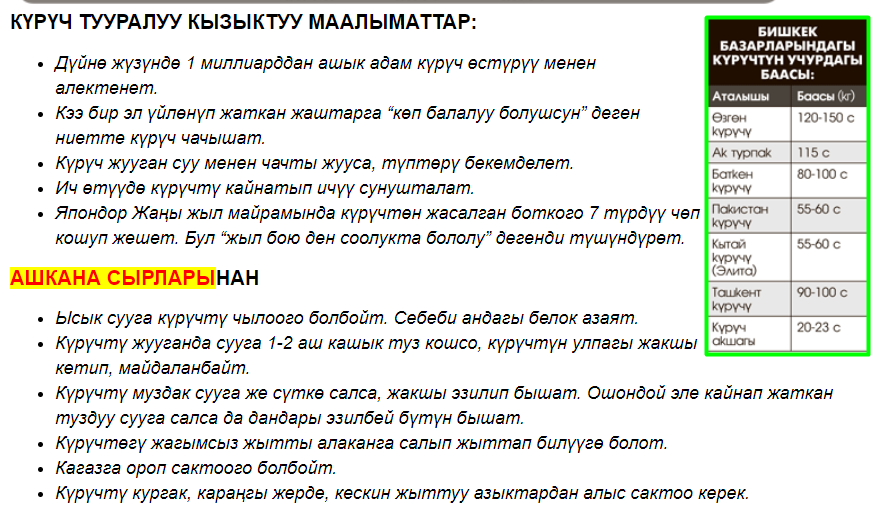 КҮРҮЧ ТУУРАЛУУ КЫЗЫКТУУ МААЛЫМАТТАР:
Дүйнө жүзүндө 1 миллиарддан ашык адам күрүч өстүрүү менен
алектенет.
Кээ бир эл үйлөнүп жаткан жаштарга “көп балалуу болушсун” деген
ниетте күрүч чачышат.
Күрүч жууган суу менен чачты жууса, түптөрү бекемделет.
Ич өтүүдө күрүчтү кайнатып ичүү сунушталат.
Япондор Жаңы жыл майрамында күрүчтөн жасалган боткого 7 түрдүү чөп
кошуп жешет. Бул “жыл бою ден соолукта бололу” дегенди түшүндүрөт.
АШКАНА СЫРЛАРЫНАН
Ысык сууга күрүчтү чылоого болбойт. Себеби андагы белок азаят.
Күрүчтү жууганда сууга 1-2 аш кашык туз кошсо, күрүчтүн улпагы жакшы
кетип, майдаланбайт.
Күрүчтү муздак сууга же сүткө салса, жакшы эзилип бышат. Ошондой эле кайнап жаткан
туздуу сууга салса да дандары эзилбей бүтүн бышат.
Күрүчтөгү жагымсыз жытты алаканга салып жыттап билүүгө болот.
Кагазга ороп сактоого болбойт.
Күрүчтү кургак, караңгы жерде, кескин жыттуу азыктардан алыс сактоо керек.
БИШКЕК
БАЗАРЛАРЫНДАГЫ
КҮРҮЧТҮН УЧУРДАГЫ
БААСЫ:
Аталышы Баасы (кг)
Өзгөн 120-150 с
күрүчү
Ак турпак 115 с
Баткен 80-100 с
күрүчү
Пакистан 55-60 с
күрүчү
Кытай 55-60 с
күрүчү
(Элита)
Ташкент 90-100 с
күрүчү
Күрүч 20-23 с
акшагы